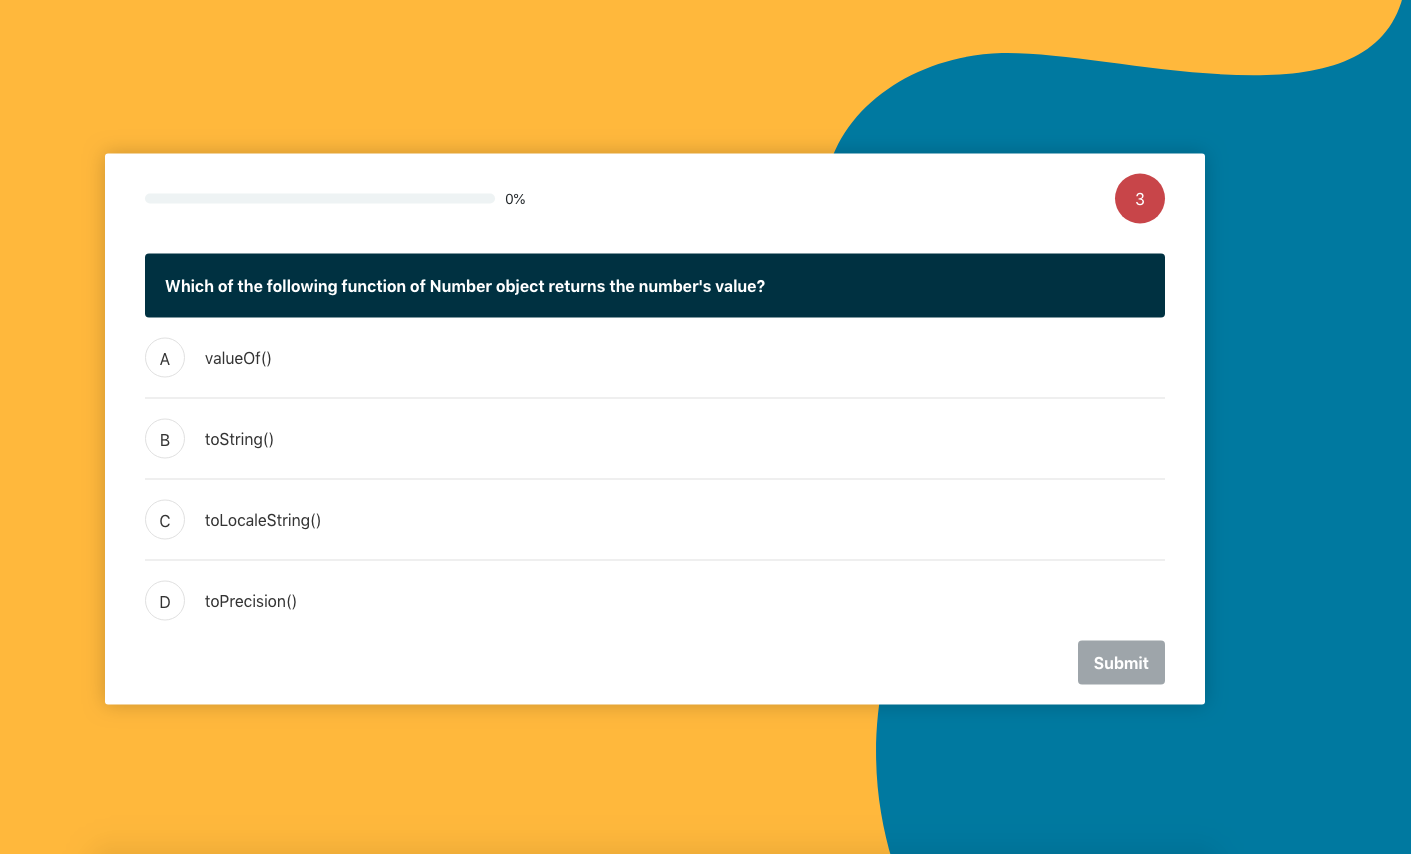 0%
3
Which of the following function of Number object returns the number's value?
A valueOf()
B toString()
C toLocaleString()
D toPrecision()
Submit